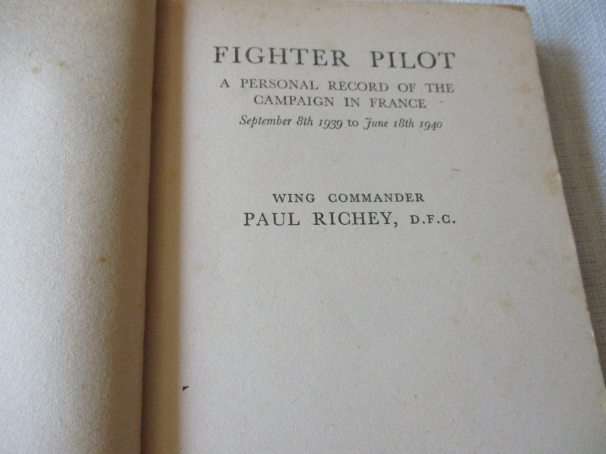 FIGHTER PILOT
A PERSONAL RECORD OF THE
CAMPAIGN IN FRANCE
September 8th 1939 to June 18th 1940
WING COMMANDER
PAUL RICHEY, D.F.C.